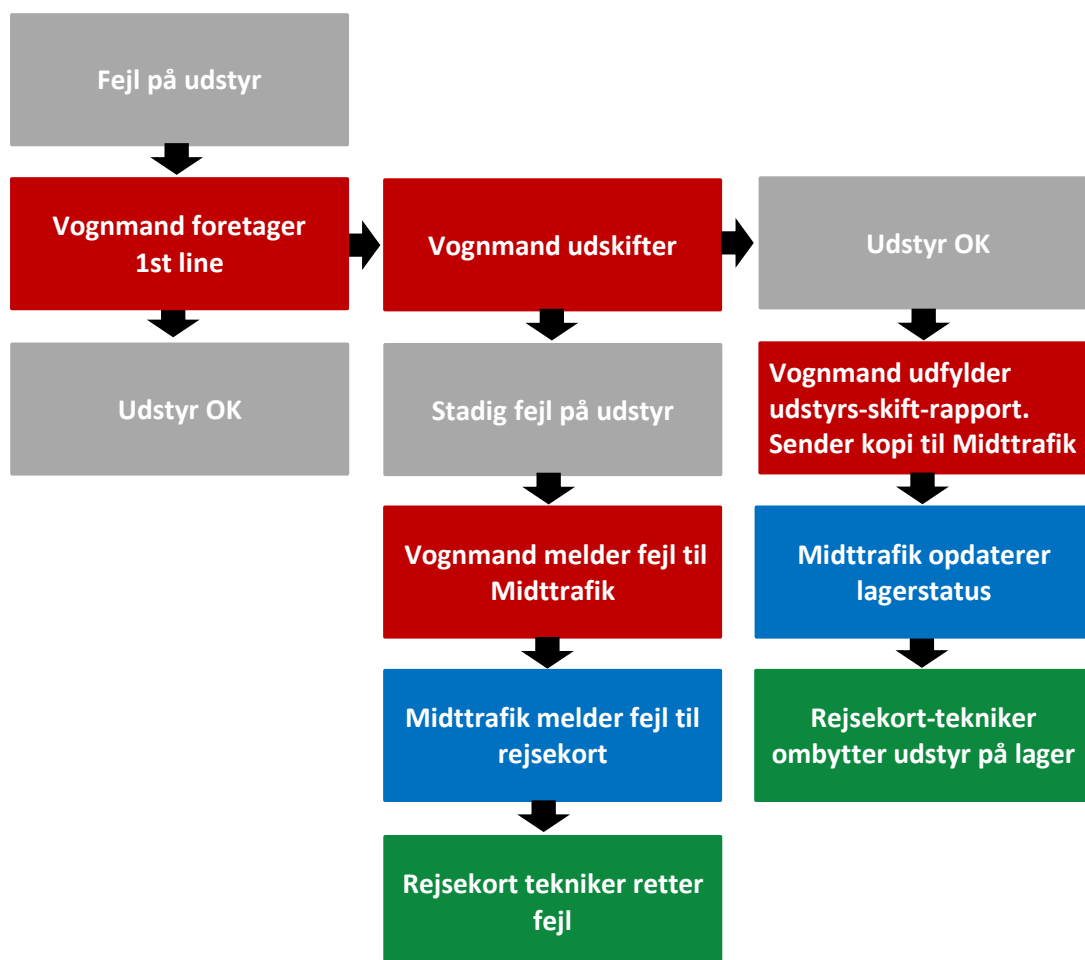 Fejl på udstyr
Vognmand foretager
1st line
Udstyr OK
Vognmand udskifter
Stadig fejl på udstyr
Vognmand melder fejl til
Midttrafik
Midttrafik melder fejl til
rejsekort
Rejsekort tekniker retter
fejl
Udstyr OK
Vognmand udfylder
udstyrs-skift-rapport.
Sender kopi til Midttrafik
Midttrafik opdaterer
lagerstatus
Rejsekort-tekniker
ombytter udstyr på lager